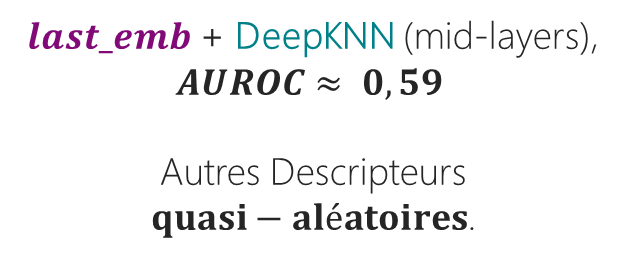 last_emb + DeepKNN (mid-layers),
AUROC ≈ 0,59
Autres Descripteurs
quasi − aléatoires.